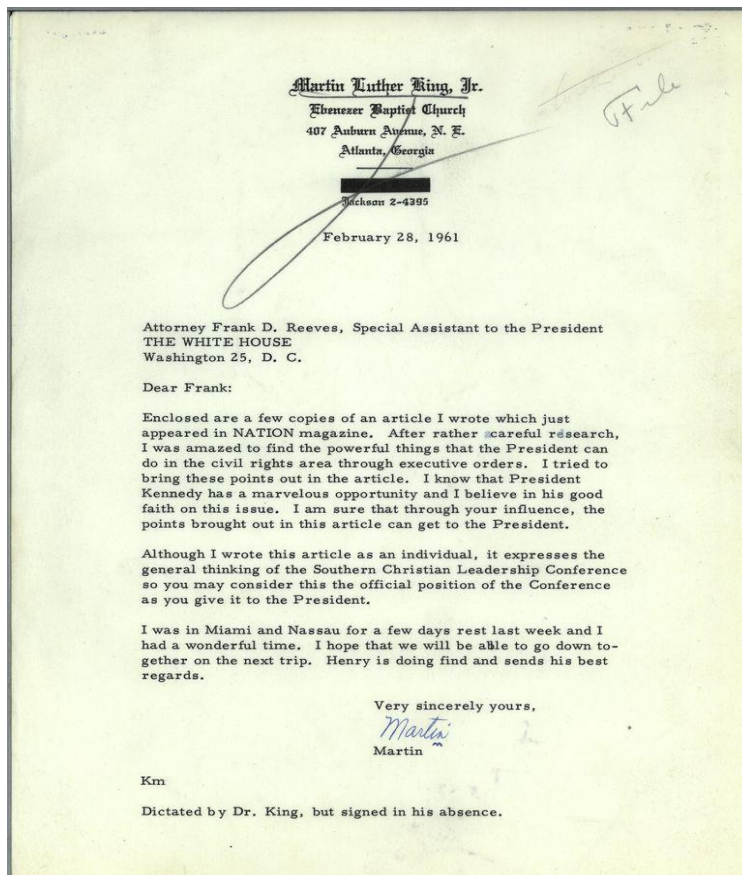 Martin Luther King, Jr.
Ebenezer Baptist Church
407 Auburn Avenue, N. E.
Atlanta, Georgia
File
Jackson 2-4395
February 28, 1961
Attorney Frank D. Reeves, Special Assistant to the President
THE WHITE HOUSE
Washington 25, D. C.
Dear Frank:
Enclosed are a few copies of an article I wrote which just
appeared in NATION magazine. After rather careful research,
I was amazed to find the powerful things that the President can
do in the civil rights area through executive orders. I tried to
bring these points out in the article. I know that President
Kennedy has a marvelous opportunity and I believe in his good
faith on this issue. I am sure that through your influence, the
points brought out in this article can get to the President.
Although I wrote this article as an individual, it expresses the
general thinking of the Southern Christian Leadership Conference
so you may consider this the official position of the Conference
as you give it to the President.
I was in Miami and Nassau for a few days rest last week and I
had a wonderful time. I hope that we will be able to go down to-
gether on the next trip. Henry is doing find and sends his best
regards.
Very sincerely yours,
Martin
Martin
Km
Dictated by Dr. King, but signed in his absence.